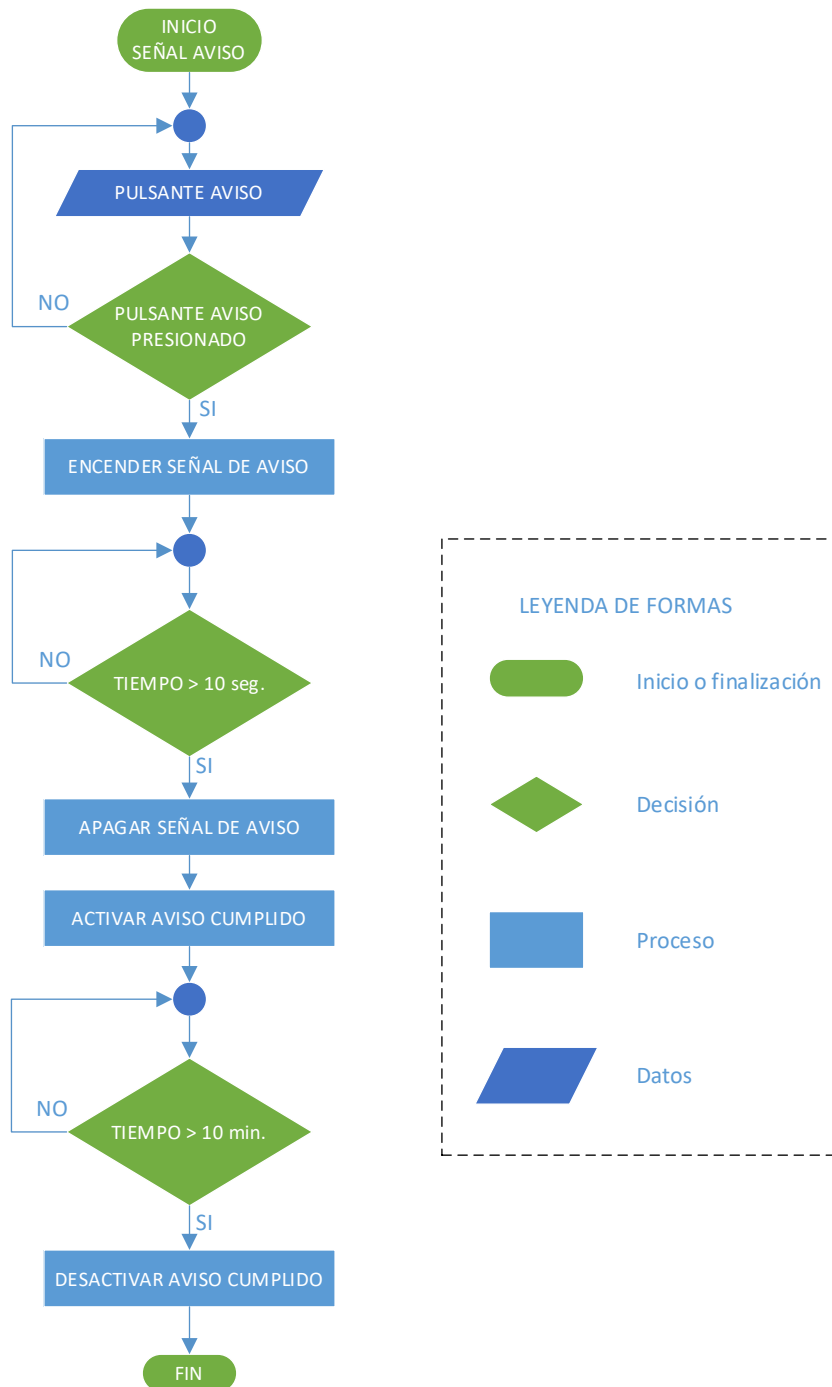 INICIO
SEÑAL AVISO
PULSANTE AVISO
NO
PULSANTE AVISO
PRESIONADO
SI
ENCENDER SEÑAL DE AVISO
NO
TIEMPO > 10 seg.
SI
APAGAR SEÑAL DE AVISO
ACTIVAR AVISO CUMPLIDO
NO
TIEMPO > 10 min.
SI
DESACTIVAR AVISO CUMPLIDO
FIN
LEYENDA DE FORMAS
Inicio o finalización
Decisión
Proceso
Datos